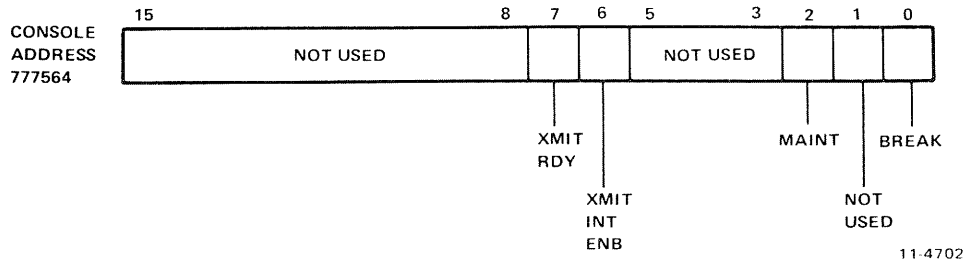 15 8 7 6 5 3 2 1 0
CONSOLE
ADDRESS
777564
NOT USED
NOT USED
XMIT
RDY
MAINT
BREAK
XMIT
INT
ENB
NOT
USED
11-4702